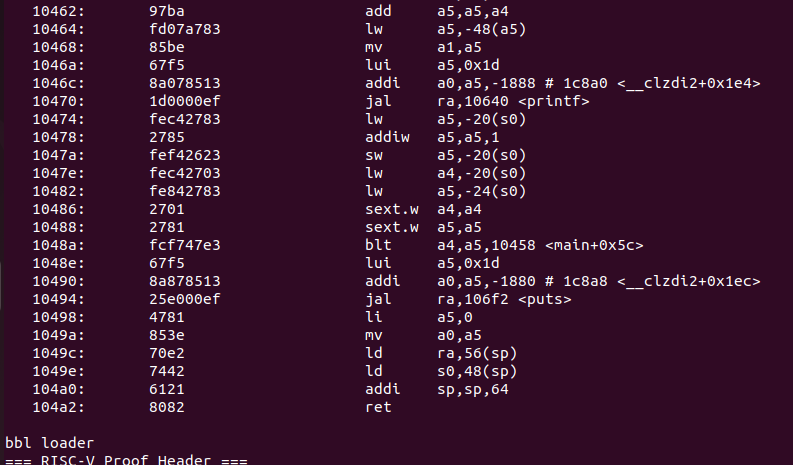 10462:	97ba	add	a5,a5,a4
10464:	fd07a783	lw	a5,-48(a5)
10468:	85be	mv	a1,a5
1046a:	67f5	lui	a5,0x1d
1046c:	8a078513	addi	a0,a5,-1888 # 1c8a0 <__clzdi2+0x1e4>
10470:	1d0000ef	jal	ra,10640 <printf>
10474:	fec42783	lw	a5,-20(s0)
10478:	2785	addiw	a5,a5,1
1047a:	fef42623	sw	a5,-20(s0)
1047e:	fec42703	lw	a4,-20(s0)
10482:	fe842783	lw	a5,-24(s0)
10486:	2701	sext.w	a4,a4
10488:	2781	sext.w	a5,a5
1048a:	fcf747e3	blt	a4,a5,10458 <main+0x5c>
1048e:	67f5	lui	a5,0x1d
10490:	8a878513	addi	a0,a5,-1880 # 1c8a8 <__clzdi2+0x1ec>
10494:	25e000ef	jal	ra,106f2 <puts>
10498:	4781	li	a5,0
1049a:	853e	mv	a0,a5
1049c:	70e2	ld	ra,56(sp)
1049e:	7442	ld	s0,48(sp)
104a0:	6121	addi	sp,sp,64
104a2:	8082	ret
bbl loader
=== RISC-V Proof Header ===